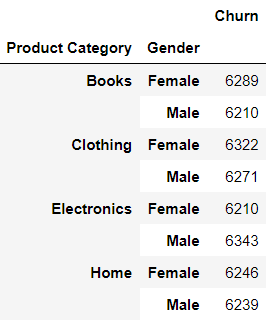 Churn
Product Category Gender
Books Female 6289
Male 6210
Clothing Female 6322
Male 6271
Electronics Female 6210
Male 6343
Home Female 6246
Male 6239